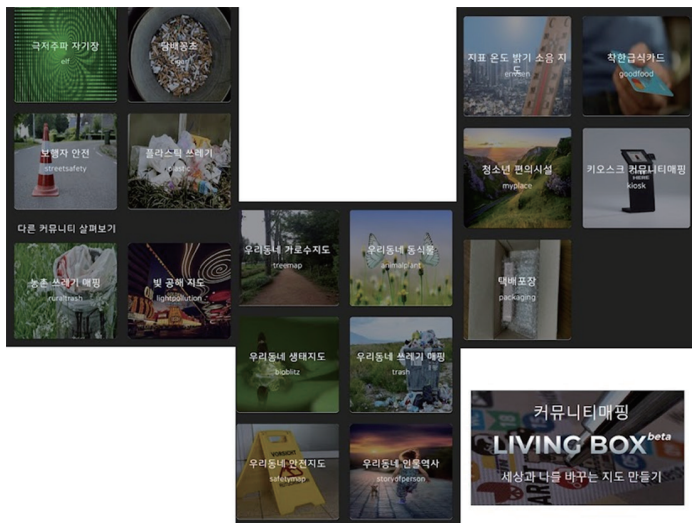 극저주파 자기장
elf
담배꽁초
보행자 안전
streetsafety
플라스틱 쓰레기
plastic
다른 커뮤니티 살펴보기
농촌 쓰레기 매핑
ruraltrash
빛 공해 지도
lightpollution
우리동네 가로수지도
treemap
우리동네 동식물
animalplant
우리동네 생태지도
bioblitz
우리동네 쓰레기 매핑
trash
VORSICHT
우리동네 안전지도
safetymap
우리동네 인물역사
storyofperson
지표 온도 밝기 소음 지
도
착한급식카드
goodfood
청소년 편의시설
myplace
키오스크 커뮤니티매핑
HERE
kiosk
택배포장
packaging
커뮤니티매핑
LIVING BOX beta
세상과 나를 바꾸는 지도 만들기